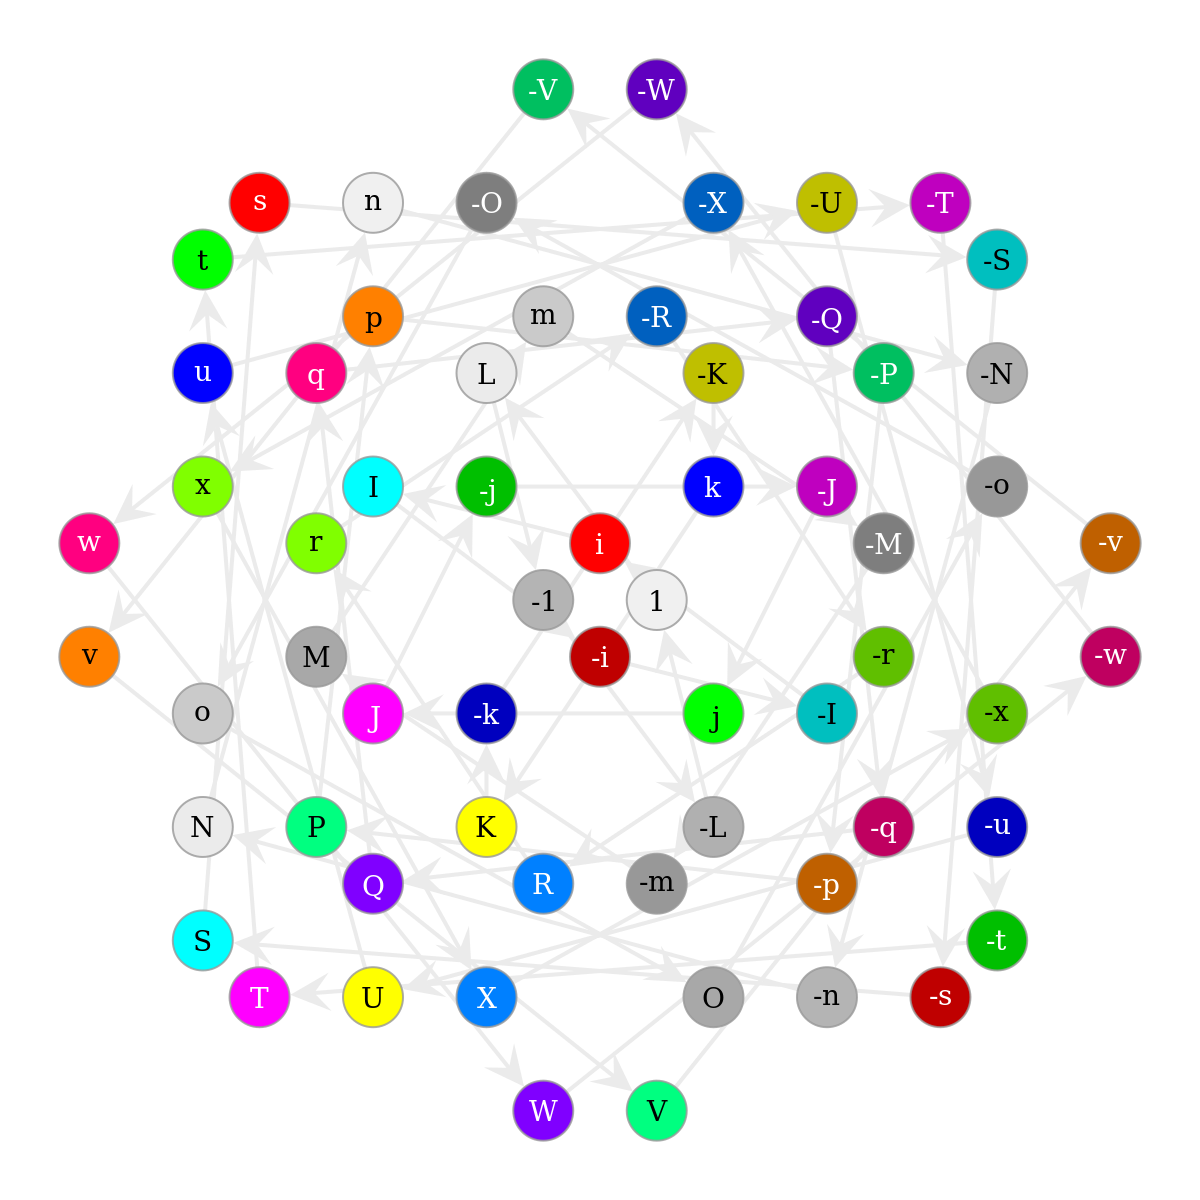 -V -W
s n -O -X -U -T
t -S
p m -R -Q
u q L -K -P -N
x I -j k -J -o
w r i -M -v
-1 1
v M -i -r -w
o J -k j -I -x
N P K -L -q -u
Q R -m -p
S -t
T U X O -n -s
W V